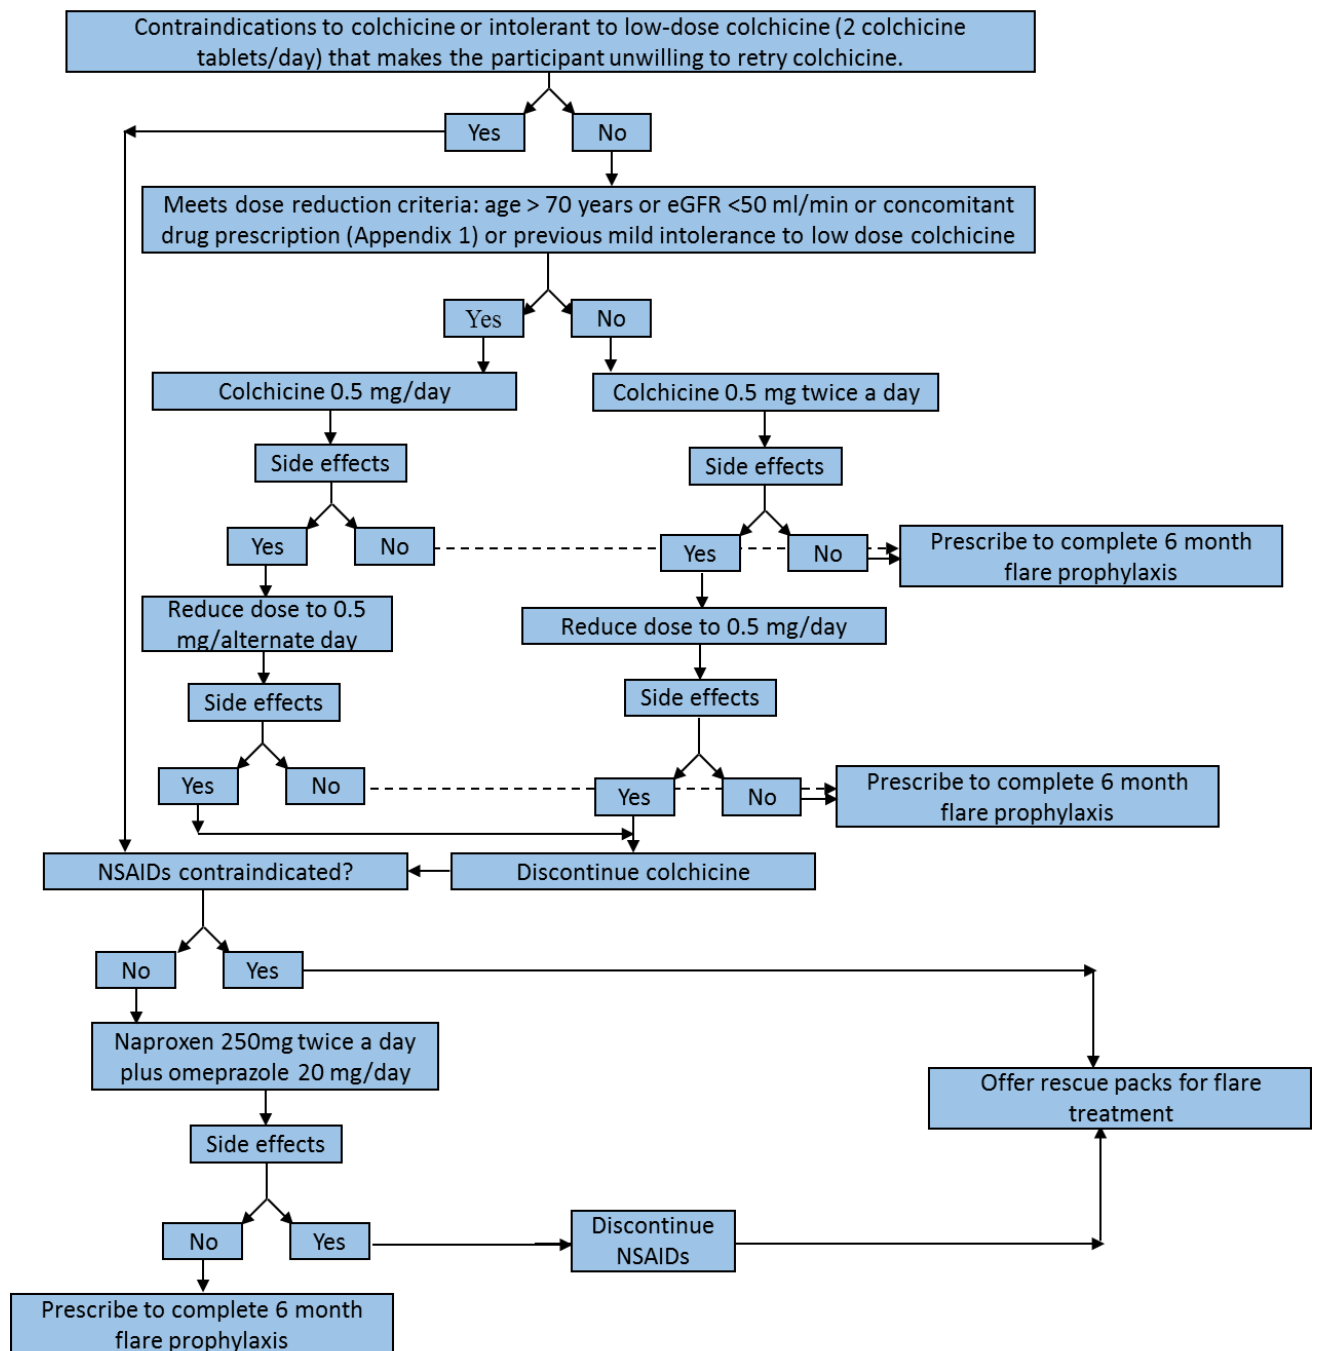 Contraindications to colchicine or intolerant to low-dose colchicine (2 colchicine
tablets/day) that makes the participant unwilling to retry colchicine.
Yes
No
Meets dose reduction criteria: age > 70 years or eGFR <50 ml/min or concomitant
drug prescription (Appendix 1) or previous mild intolerance to low dose colchicine
Yes
No
Colchicine 0.5 mg/day
Colchicine 0.5 mg twice a day
Side effects
Side effects
Yes
No
Yes
No
Prescribe to complete 6 month
flare prophylaxis
Reduce dose to 0.5
mg/alternate day
Reduce dose to 0.5 mg/day
Side effects
Side effects
Yes
No
Yes
No
Prescribe to complete 6 month
flare prophylaxis
NSAIDs contraindicated?
Discontinue colchicine
No
Yes
Naproxen 250mg twice a day
plus omeprazole 20 mg/day
Offer rescue packs for flare
treatment
Side effects
No
Yes
Discontinue
NSAIDs
Prescribe to complete 6 month
flare prophylaxis